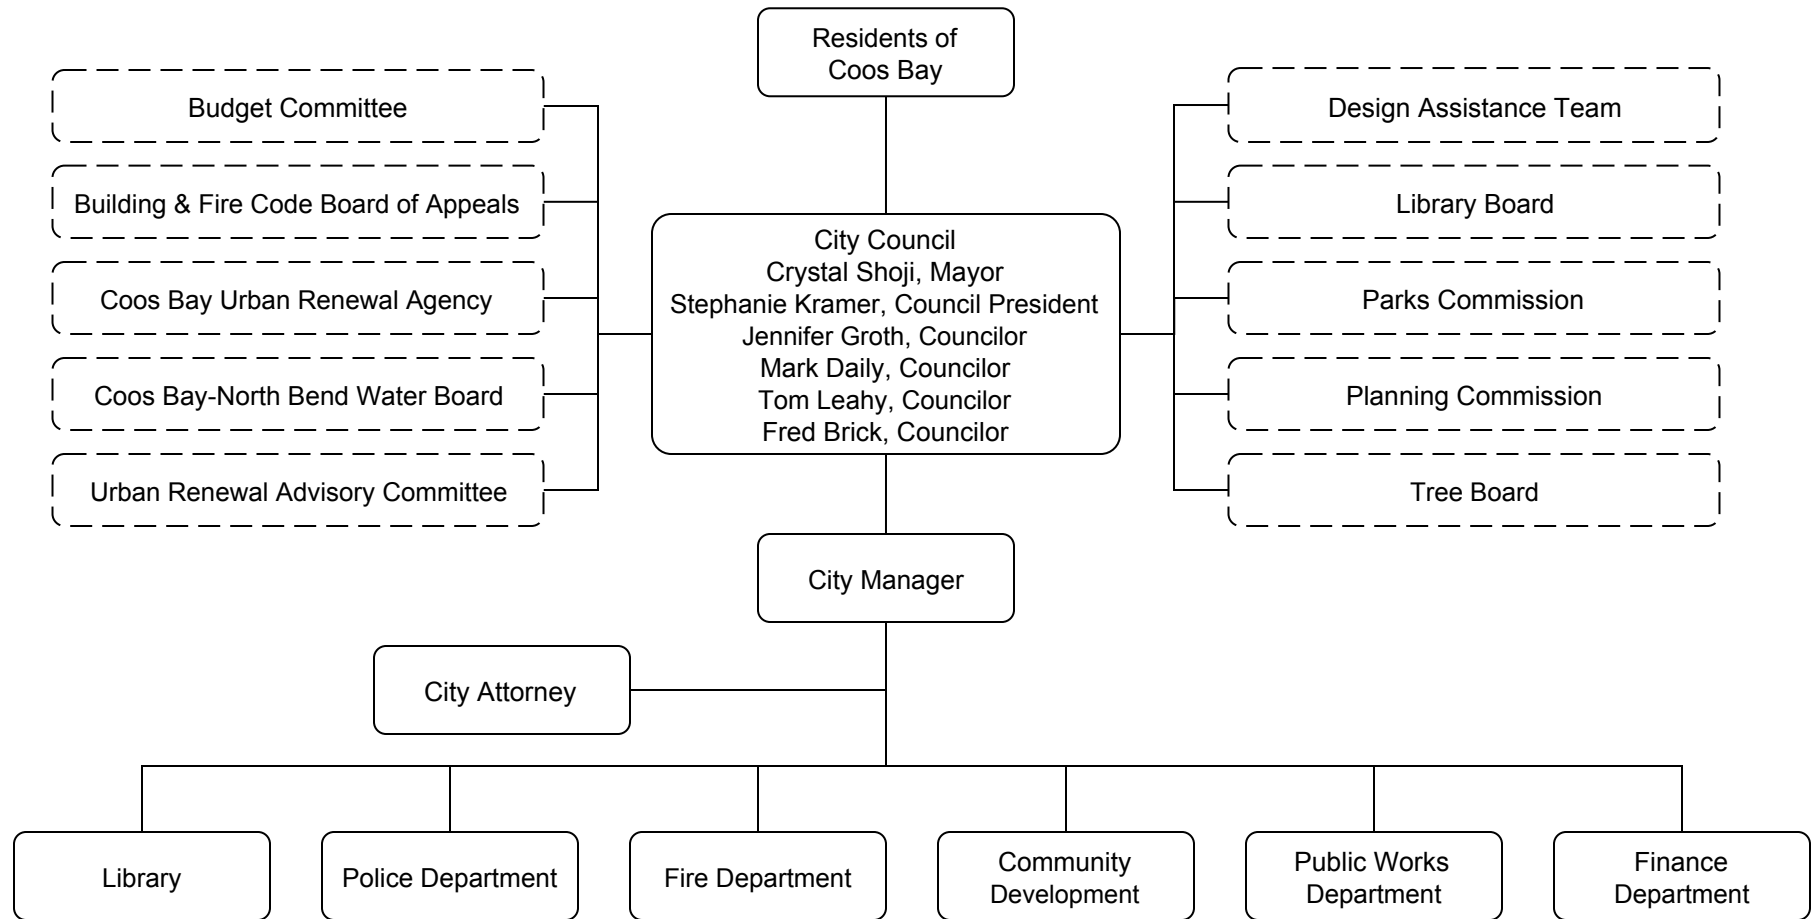 Residents of
Coos Bay
Budget Committee
Building & Fire Code Board of Appeals
Coos Bay Urban Renewal Agency
Coos Bay-North Bend Water Board
Urban Renewal Advisory Committee
City Council
Crystal Shoji, Mayor
Stephanie Kramer, Council President
Jennifer Groth, Councilor
Mark Daily, Councilor
Tom Leahy, Councilor
Fred Brick, Councilor
Design Assistance Team
Library Board
Parks Commission
Planning Commission
Tree Board
City Manager
City Attorney
Library
Police Department
Fire Department
Community
Development
Public Works
Department
Finance
Department